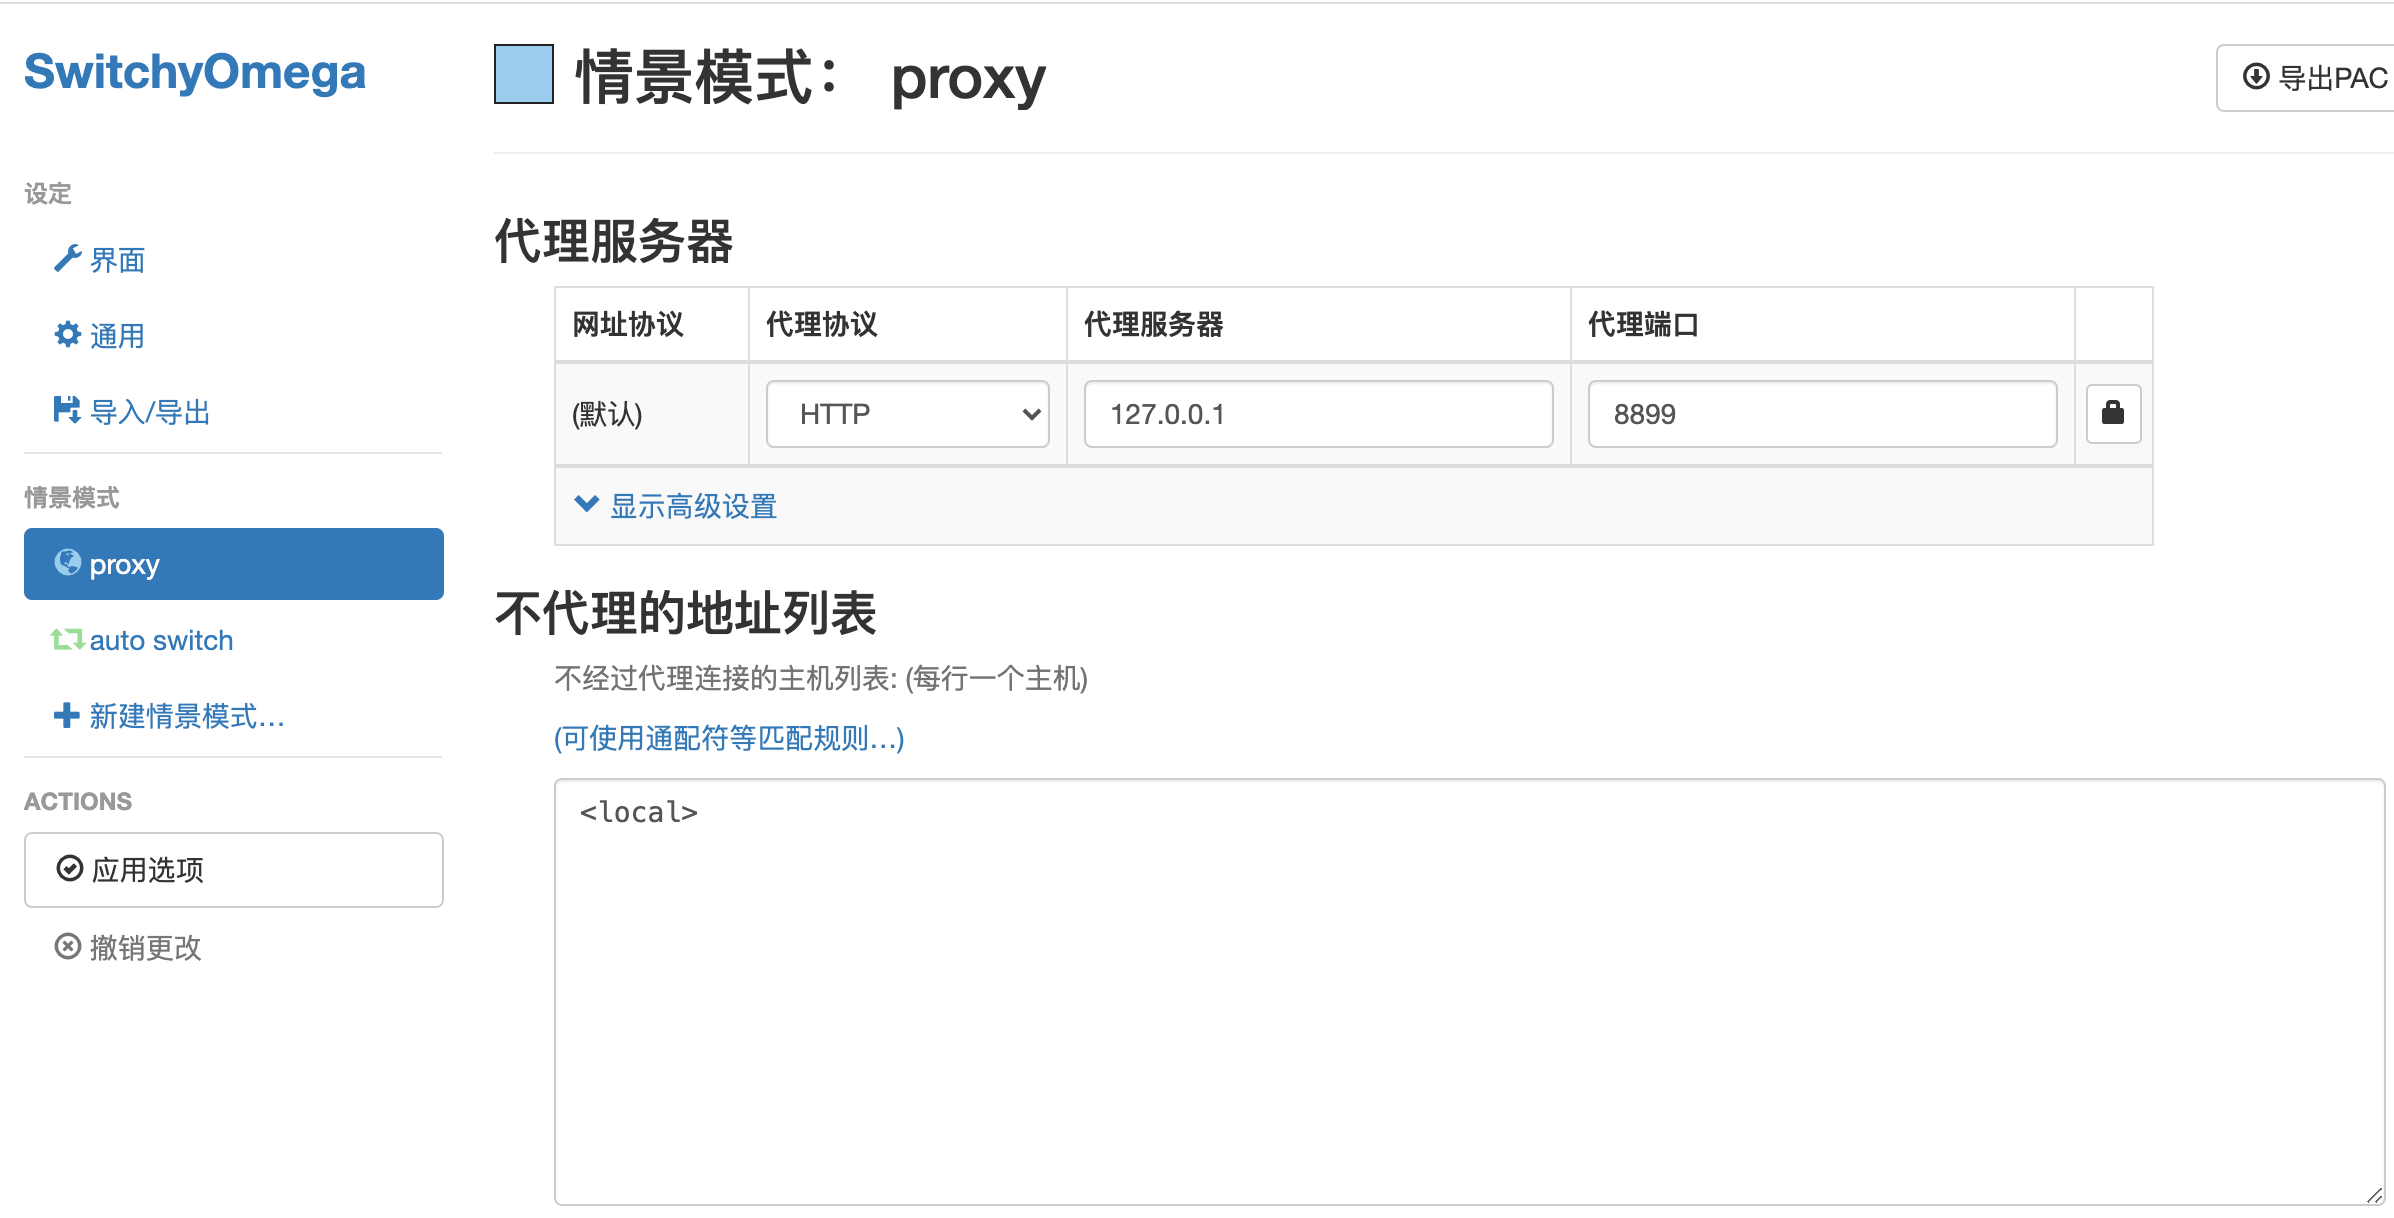 SwitchyOmega
设定
界面
通用
导入/导出
情景模式
proxy
auto switch
新建情景模式...
ACTIONS
应用选项
撤销更改
情景模式： proxy
导出PAC
代理服务器
网址协议 代理协议 代理服务器 代理端口
(默认) HTTP 127.0.0.1 8899
显示高级设置
不代理的地址列表
不经过代理连接的主机列表: (每行一个主机)
(可使用通配符等匹配规则...)
<local>